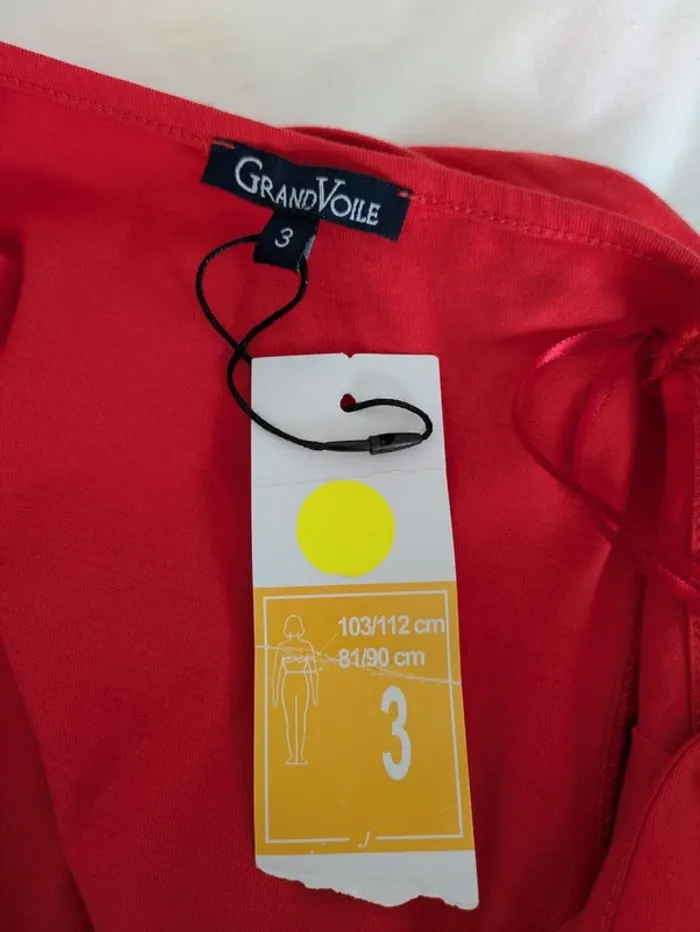 GRANDVOILE
3
103/112 cm
81/90 cm
3
J